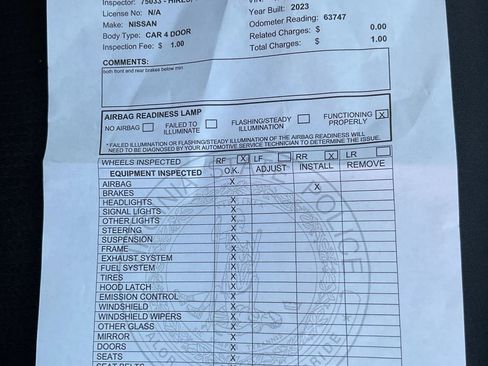 Inspector: 75033 - HIRES,
License No: N/A
Make: NISSAN
Body Type: CAR 4 DOOR
Inspection Fee: $ 1.00
VIN:
Year Built: 2023
Odometer Reading: 63747
Related Charges: $ 0.00
Total Charges: $ 1.00
COMMENTS:
both front and rear brakes below min.
AIRBAG READINESS LAMP
NO AIRBAG FAILED TO ILLUMINATE FLASHING/STEADY ILLUMINATION FUNCTIONING PROPERLY X
* FAILED ILLUMINATION OR FLASHING/STEADY ILLUMINATION OF THE AIRBAG READINESS WILL
NEED TO BE DIAGNOSED BY YOUR AUTOMOTIVE SERVICE TECHNICIAN TO DETERMINE THE ISSUE.
WHEELS INSPECTED RF X LF RR X LR
EQUIPMENT INSPECTED O.K. ADJUST INSTALL REMOVE
AIRBAG X
BRAKES X
HEADLIGHTS X
SIGNAL LIGHTS X
OTHER LIGHTS X
STEERING X
SUSPENSION X
FRAME X
EXHAUST SYSTEM X
FUEL SYSTEM X
TIRES X
HOOD LATCH X
EMISSION CONTROL X
WINDSHIELD X
WINDSHIELD WIPERS X
OTHER GLASS X
MIRROR X
DOORS X
SEATS X
SEAT BELTS X